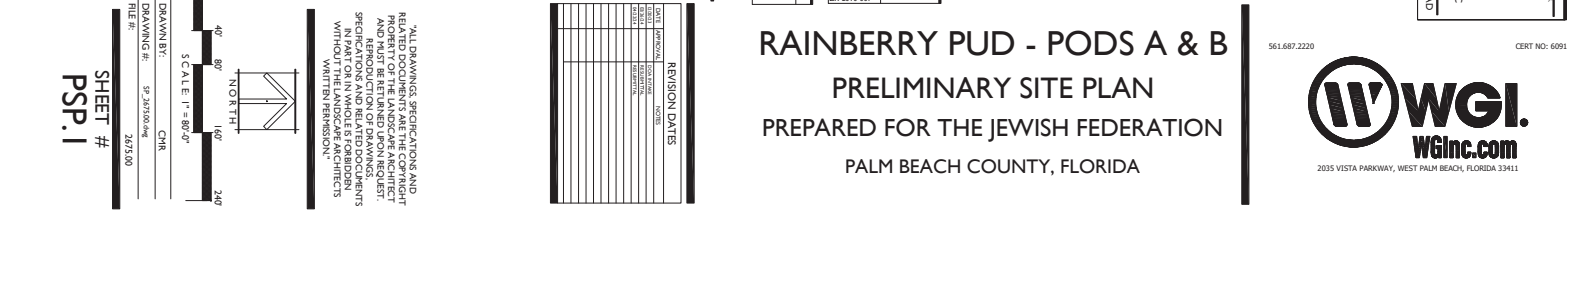 RAINBERRY PUD - PODS A & B
PRELIMINARY SITE PLAN
PREPARED FOR THE JEWISH FEDERATION
PALM BEACH COUNTY, FLORIDA
561.687.2220
CERT NO: 6091
W WGI.
WGInc.com
2035 VISTA PARKWAY, WEST PALM BEACH, FLORIDA 33411
REVISION DATES
DATE APPROVAL NOTES
"ALL DRAWINGS, SPECIFICATIONS AND
RELATED DOCUMENTS ARE THE COPYRIGHT
PROPERTY OF THE LANDSCAPE ARCHITECT
AND MUST BE RETURNED UPON REQUEST.
REPRODUCTION OF DRAWINGS,
SPECIFICATIONS AND RELATED DOCUMENTS
IN PART OR IN WHOLE IS FORBIDDEN
WITHOUT THE LANDSCAPE ARCHITECTS
WRITTEN PERMISSION."
NORTH
40' 80' 160' 240'
SCALE: 1" = 80'-0"
DRAWN BY: CMR
DRAWING #: SP_2675.00.dwg
FILE #: 2675.00
SHEET #
PSP.1